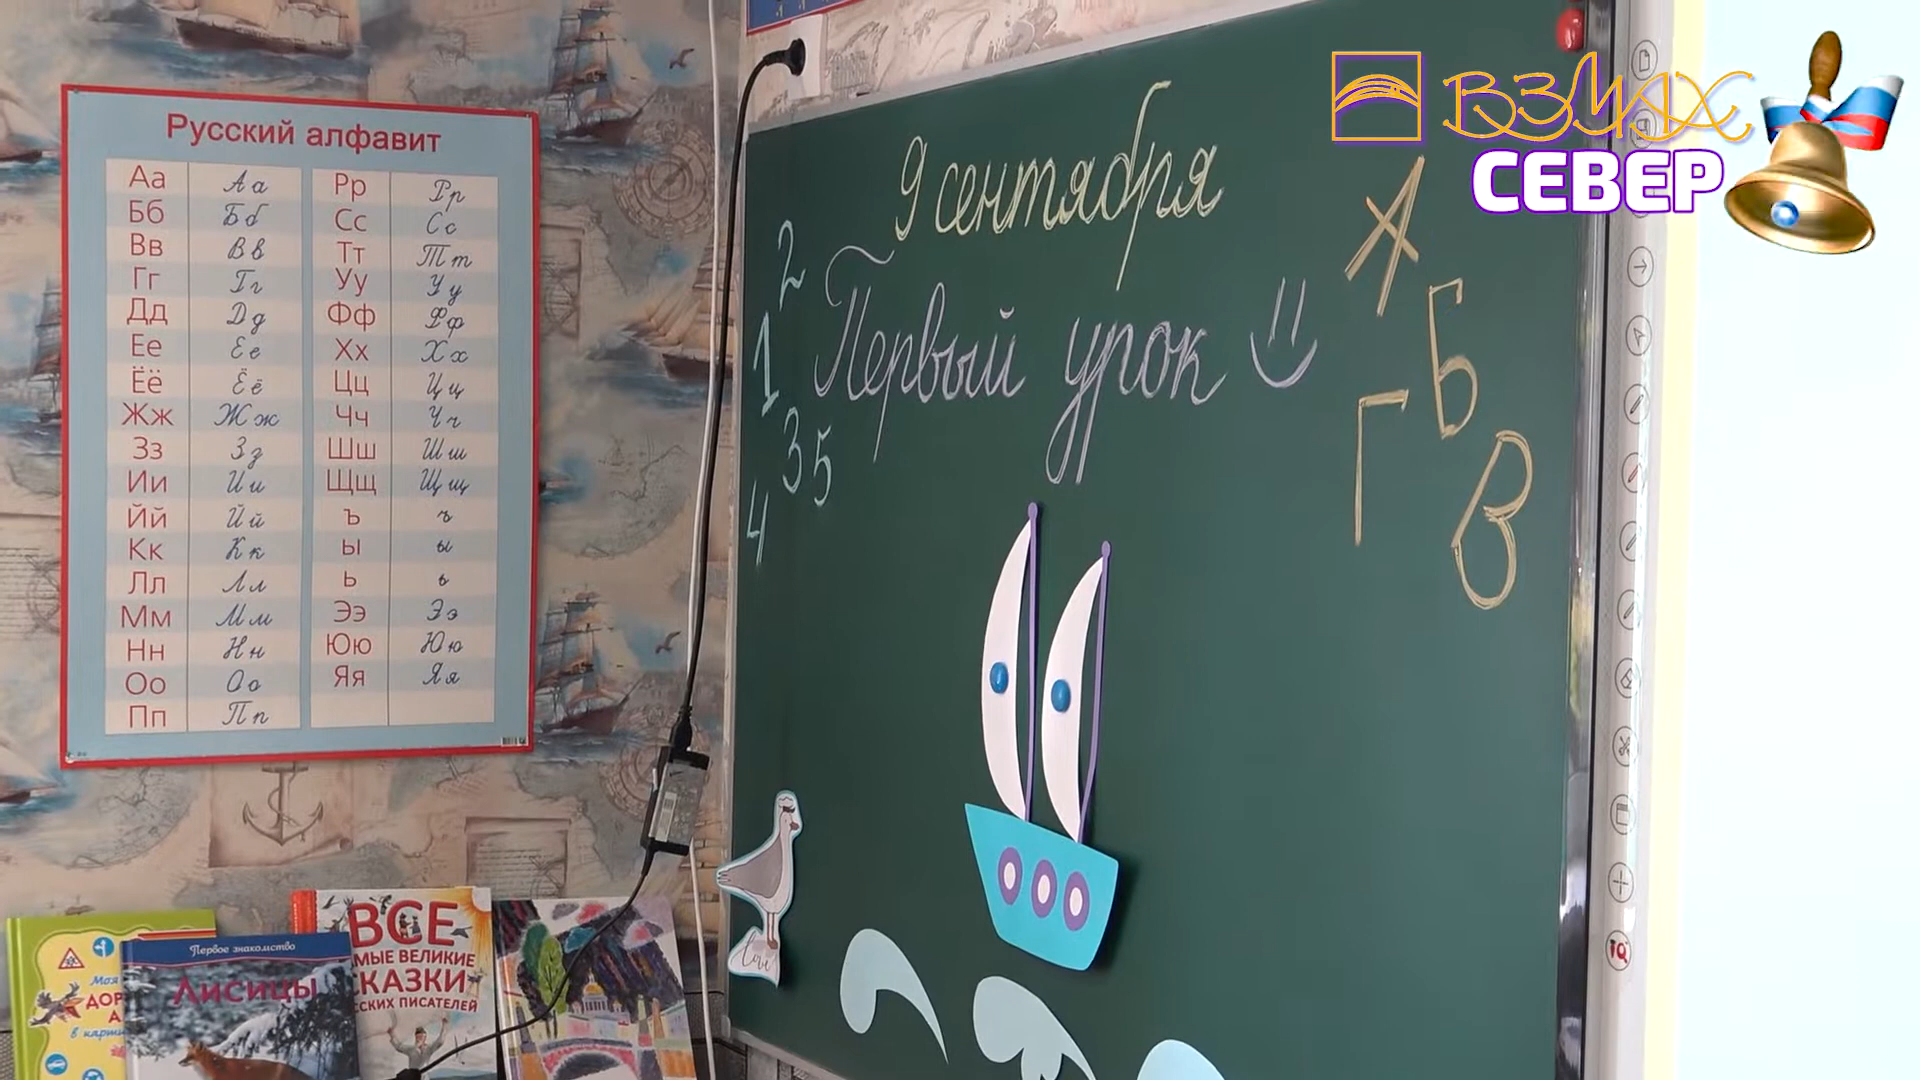 Русский алфавит
Аа Аа Рр Рр
Бб Бб Сс Сс
Вв Вв Тт Тт
Гг Гг Уу Уу
Дд Дд Фф Фф
Ее Ее Хх Хх
Ёё Ёё Цц Цц
Жж Жж Чч Чч
Зз Зз Шш Шш
Ии Ии Щщ Щщ
Йй Йй Ъ ъ
Кк Кк Ы ы
Лл Лл Ь ь
Мм Мм Ээ Ээ
Нн Нн Юю Юю
Оо Оо Яя Яя
Пп Пп
9 сентября
Первый урок
2
1
3 5
4
А
Б
Г
В
ВЗМАХ
СЕВЕР
Первое знакомство
Лисицы
Моя
в
ВСЕ
love
IQ